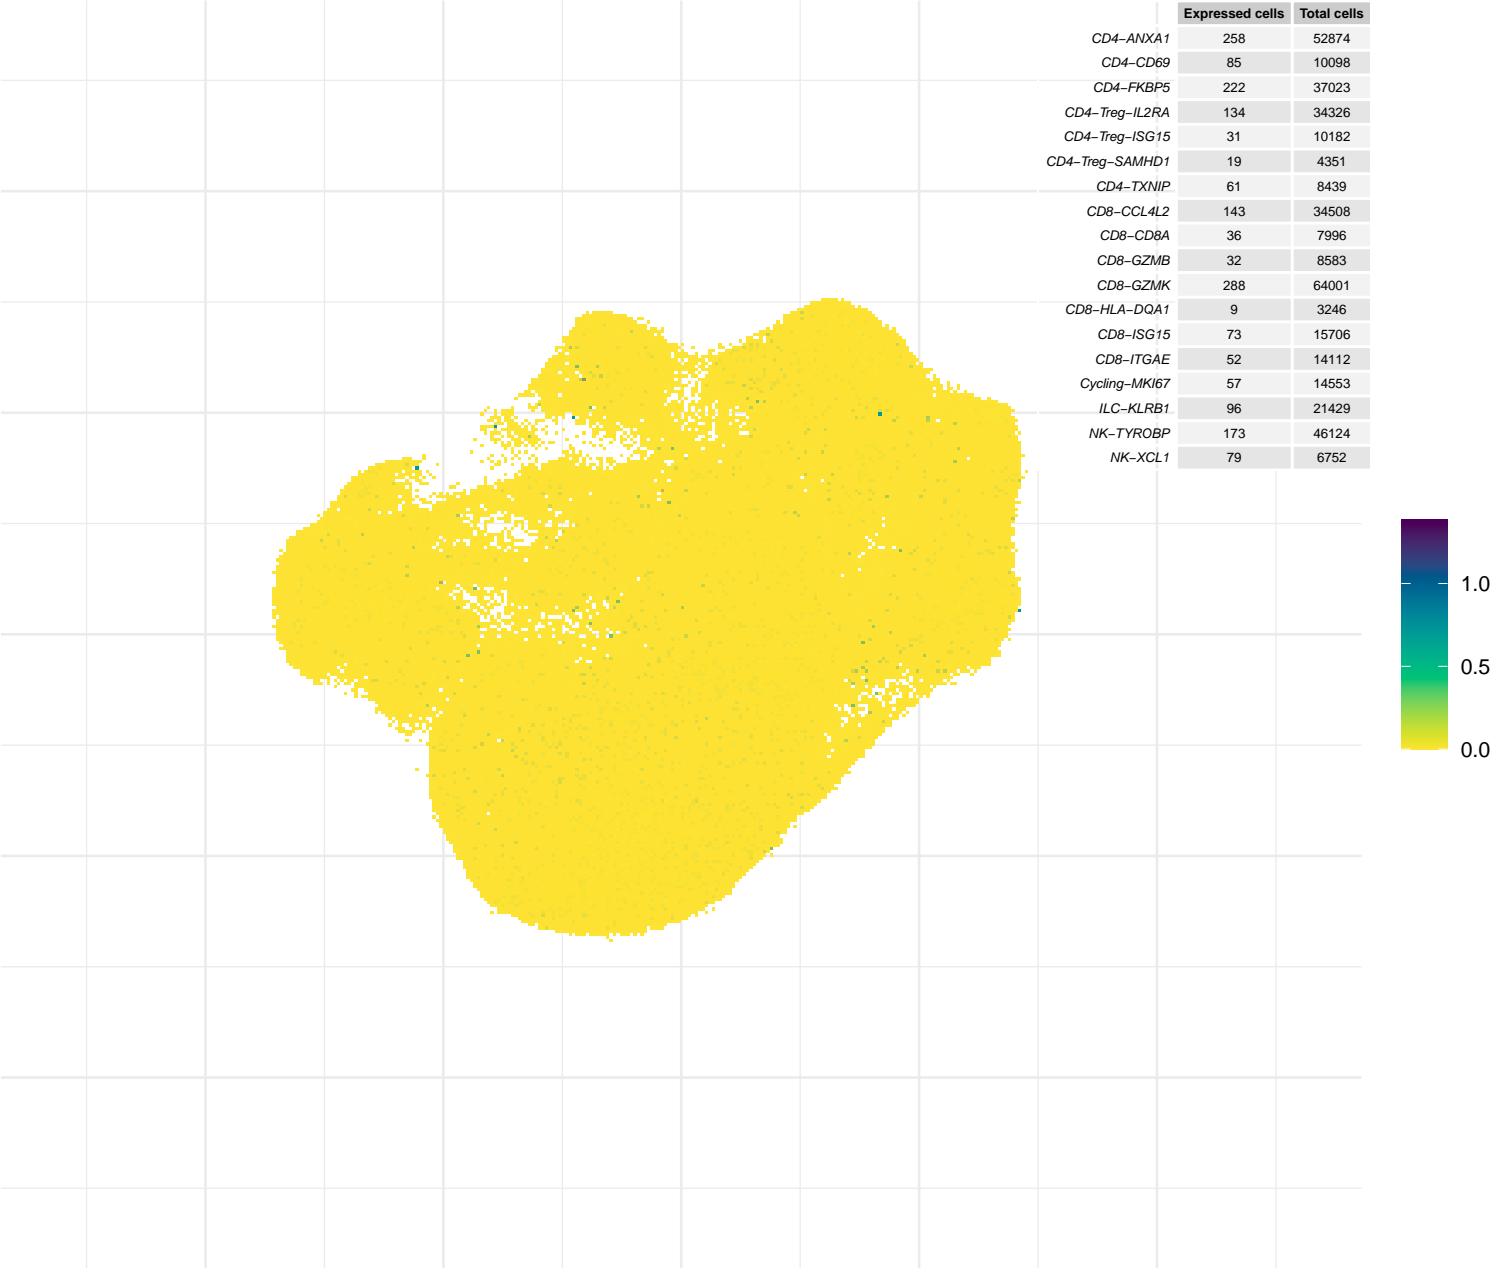 Expressed cells Total cells
CD4−ANXA1 258 52874
CD4−CD69 85 10098
CD4−FKBP5 222 37023
CD4−Treg−IL2RA 134 34326
CD4−Treg−ISG15 31 10182
CD4−Treg−SAMHD1 19 4351
CD4−TXNIP 61 8439
CD8−CCL4L2 143 34508
CD8−CD8A 36 7996
CD8−GZMB 32 8583
CD8−GZMK 288 64001
CD8−HLA−DQA1 9 3246
CD8−ISG15 73 15706
CD8−ITGAE 52 14112
Cycling−MKI67 57 14553
ILC−KLRB1 96 21429
NK−TYROBP 173 46124
NK−XCL1 79 6752
1.0
0.5
0.0